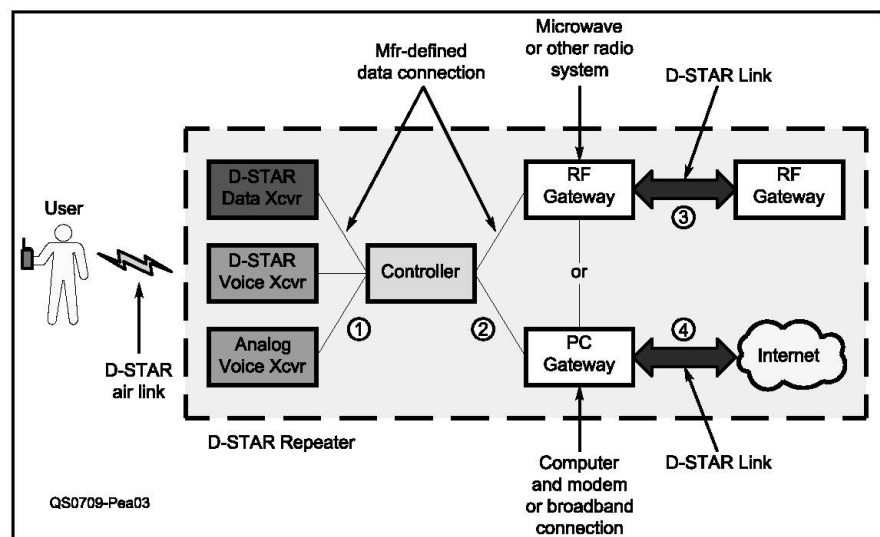 Mfr-defined
data connection
Microwave
or other radio
system
D-STAR Link
User
D-STAR
Data Xcvr
D-STAR
Voice Xcvr
Analog
Voice Xcvr
Controller
RF
Gateway
RF
Gateway
or
PC
Gateway
Internet
①
②
③
④
D-STAR
air link
D-STAR Repeater
Computer
and modem
or broadband
connection
D-STAR Link
QS0709-Pea03